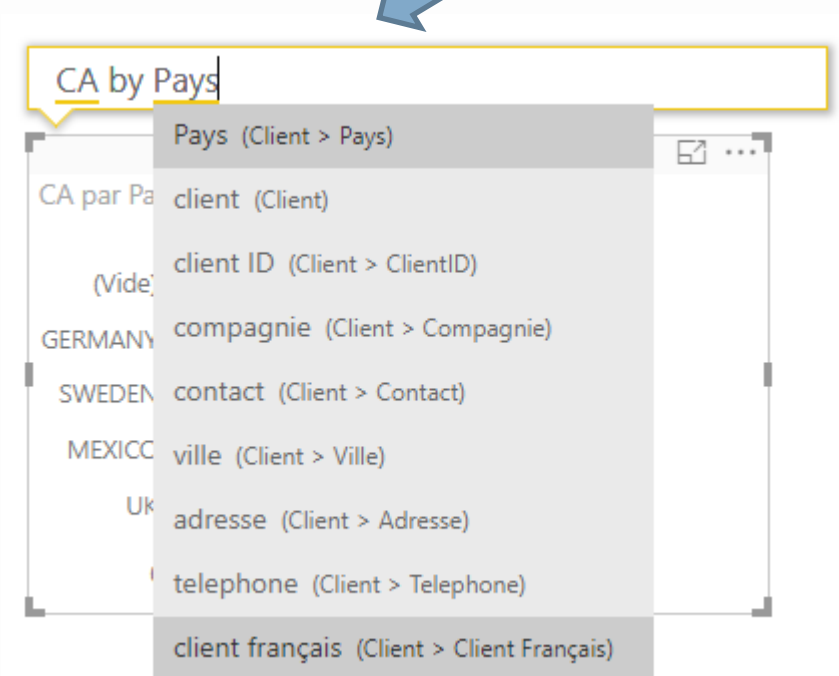 CA by Pays
Pays (Client > Pays)
CA par Pa
client (Client)
client ID (Client > ClientID)
(Vide)
compagnie (Client > Compagnie)
GERMANY
contact (Client > Contact)
SWEDEN
ville (Client > Ville)
MEXICO
adresse (Client > Adresse)
UK
telephone (Client > Telephone)
client français (Client > Client Français)